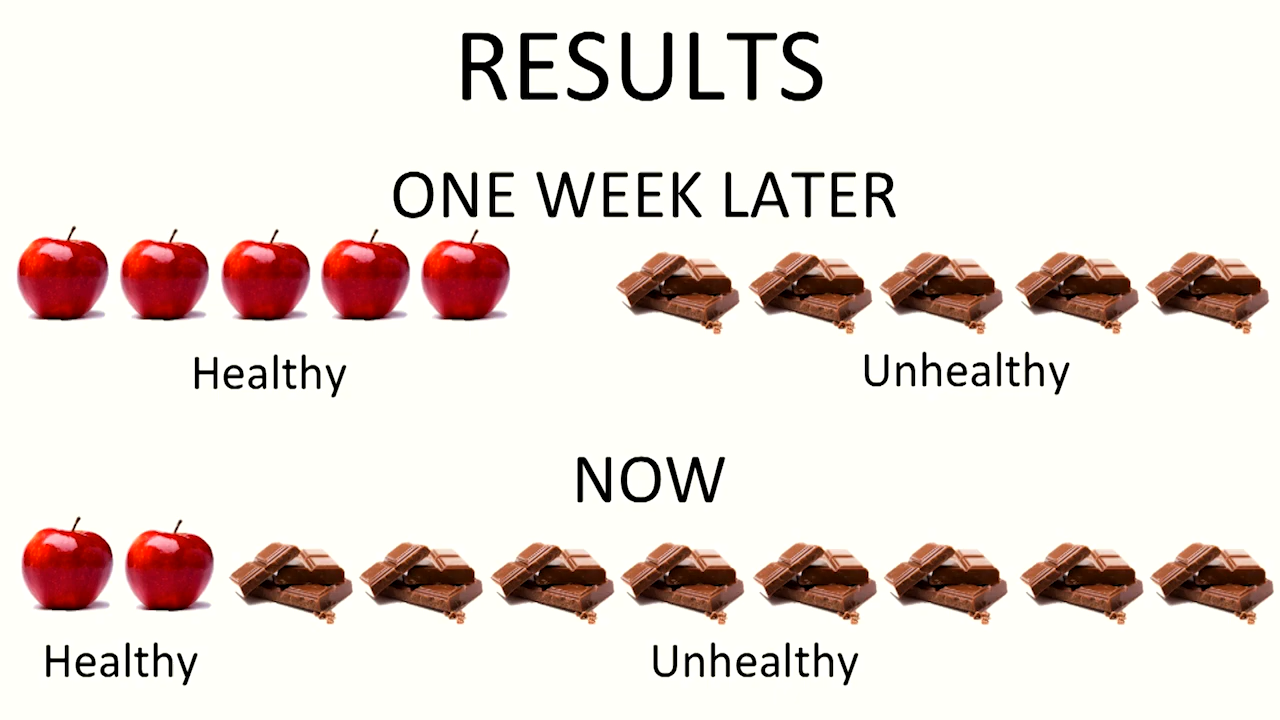 RESULTS
ONE WEEK LATER
Healthy
Unhealthy
NOW
Healthy
Unhealthy